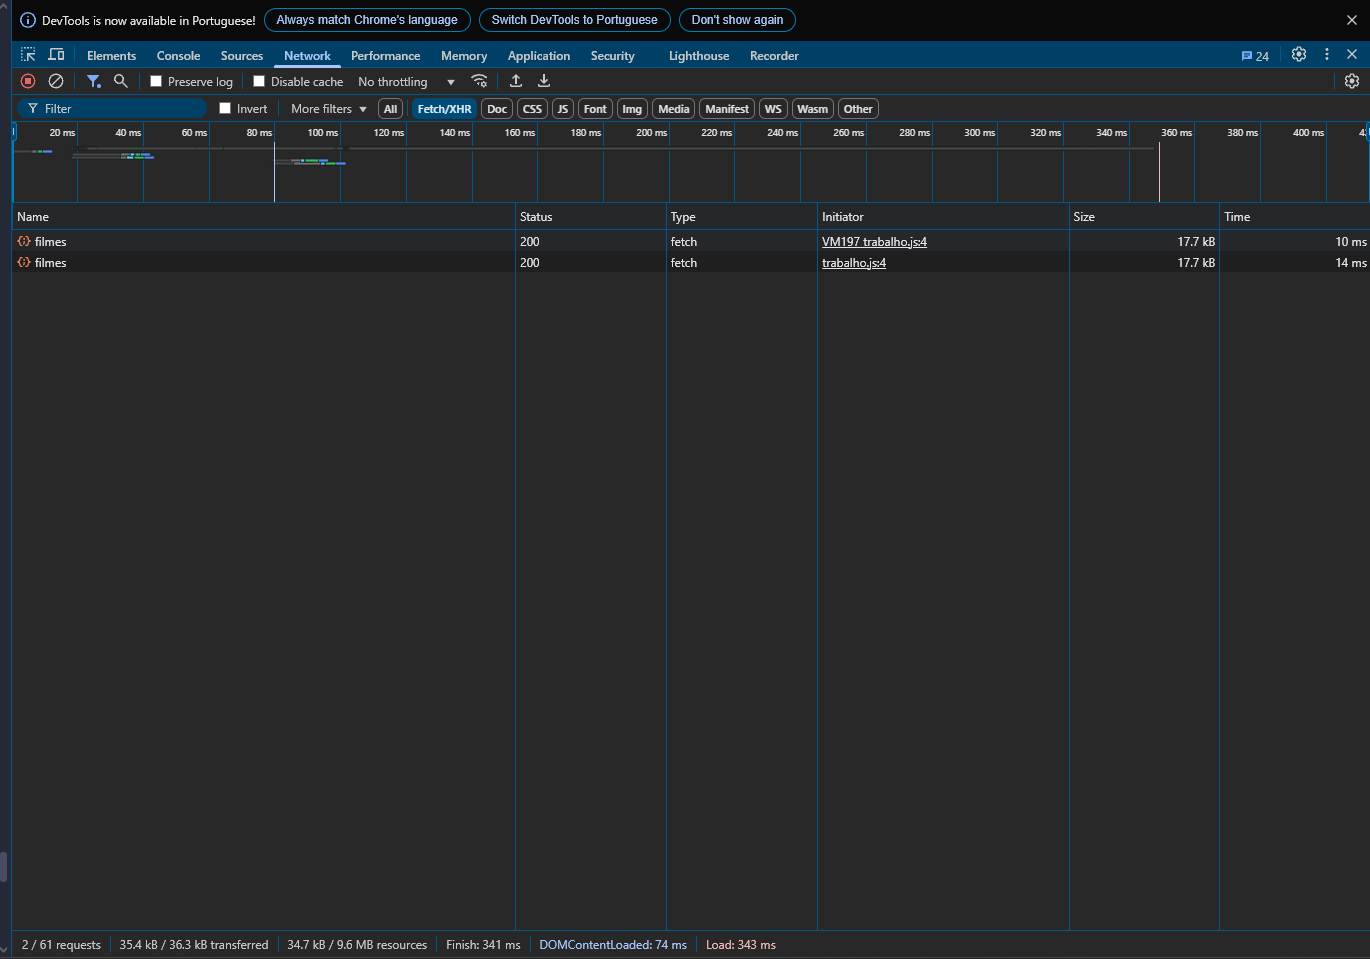 DevTools is now available in Portuguese! Always match Chrome's language Switch DevTools to Portuguese Don't show again
Elements Console Sources Network Performance Memory Application Security Lighthouse Recorder 24
Preserve log Disable cache No throttling
Filter Invert More filters All Fetch/XHR Doc CSS JS Font Img Media Manifest WS Wasm Other
20 ms 40 ms 60 ms 80 ms 100 ms 120 ms 140 ms 160 ms 180 ms 200 ms 220 ms 240 ms 260 ms 280 ms 300 ms 320 ms 340 ms 360 ms 380 ms 400 ms
Name Status Type Initiator Size Time
filmes 200 fetch VM197 trabalho.js:4 17.7 kB 10 ms
filmes 200 fetch trabalho.js:4 17.7 kB 14 ms
2 / 61 requests 35.4 kB / 36.3 kB transferred 34.7 kB / 9.6 MB resources Finish: 341 ms DOMContentLoaded: 74 ms Load: 343 ms